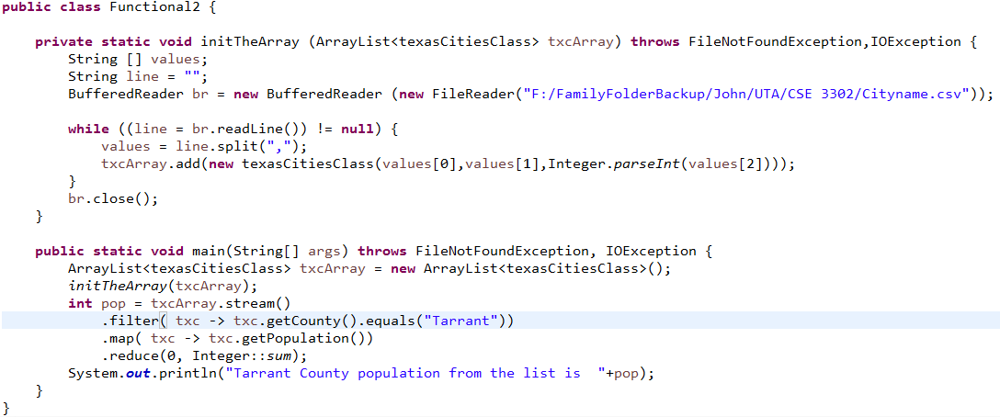 public class Functional2 {
private static void initTheArray (ArrayList<texasCitiesClass> txcArray) throws FileNotFoundException,IOException {
String [] values;
String line = "";
BufferedReader br = new BufferedReader (new FileReader("F:/FamilyFolderBackup/John/UTA/CSE 3302/Cityname.csv"));
while ((line = br.readLine()) != null) {
values = line.split(",");
txcArray.add(new texasCitiesClass(values[0],values[1],Integer.parseInt(values[2])));
}
br.close();
}
public static void main(String[] args) throws FileNotFoundException, IOException {
ArrayList<texasCitiesClass> txcArray = new ArrayList<texasCitiesClass>();
initTheArray(txcArray);
int pop = txcArray.stream()
.filter( txc -> txc.getCounty().equals("Tarrant"))
.map( txc -> txc.getPopulation())
.reduce(0, Integer::sum);
System.out.println("Tarrant County population from the list is  "+pop);
}
}